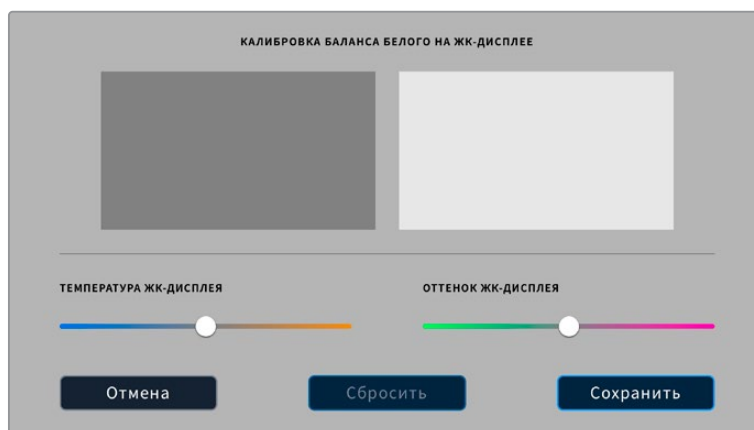 КАЛИБРОВКА БАЛАНСА БЕЛОГО НА ЖК-ДИСПЛЕЕ
ТЕМПЕРАТУРА ЖК-ДИСПЛЕЯ
ОТТЕНОК ЖК-ДИСПЛЕЯ
Отмена
Сбросить
Сохранить